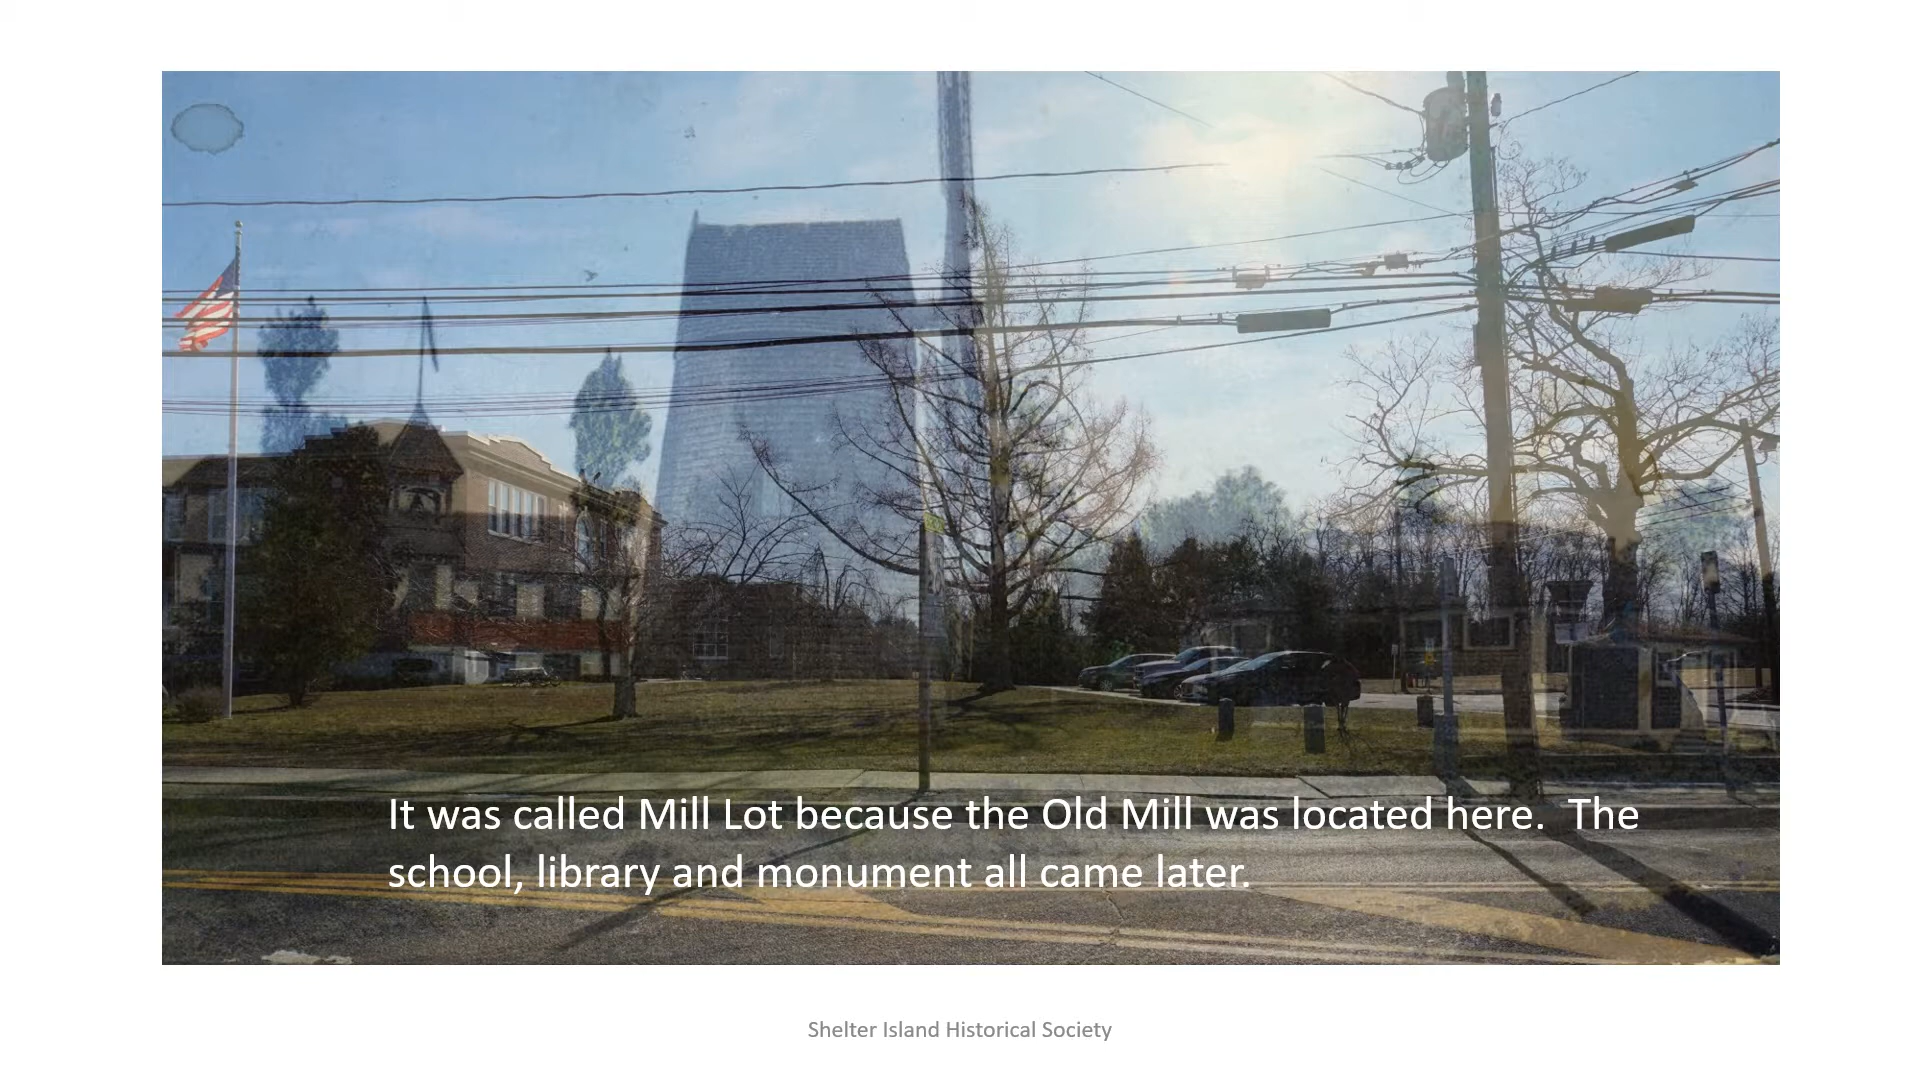 It was called Mill Lot because the Old Mill was located here. The
school, library and monument all came later.
Shelter Island Historical Society